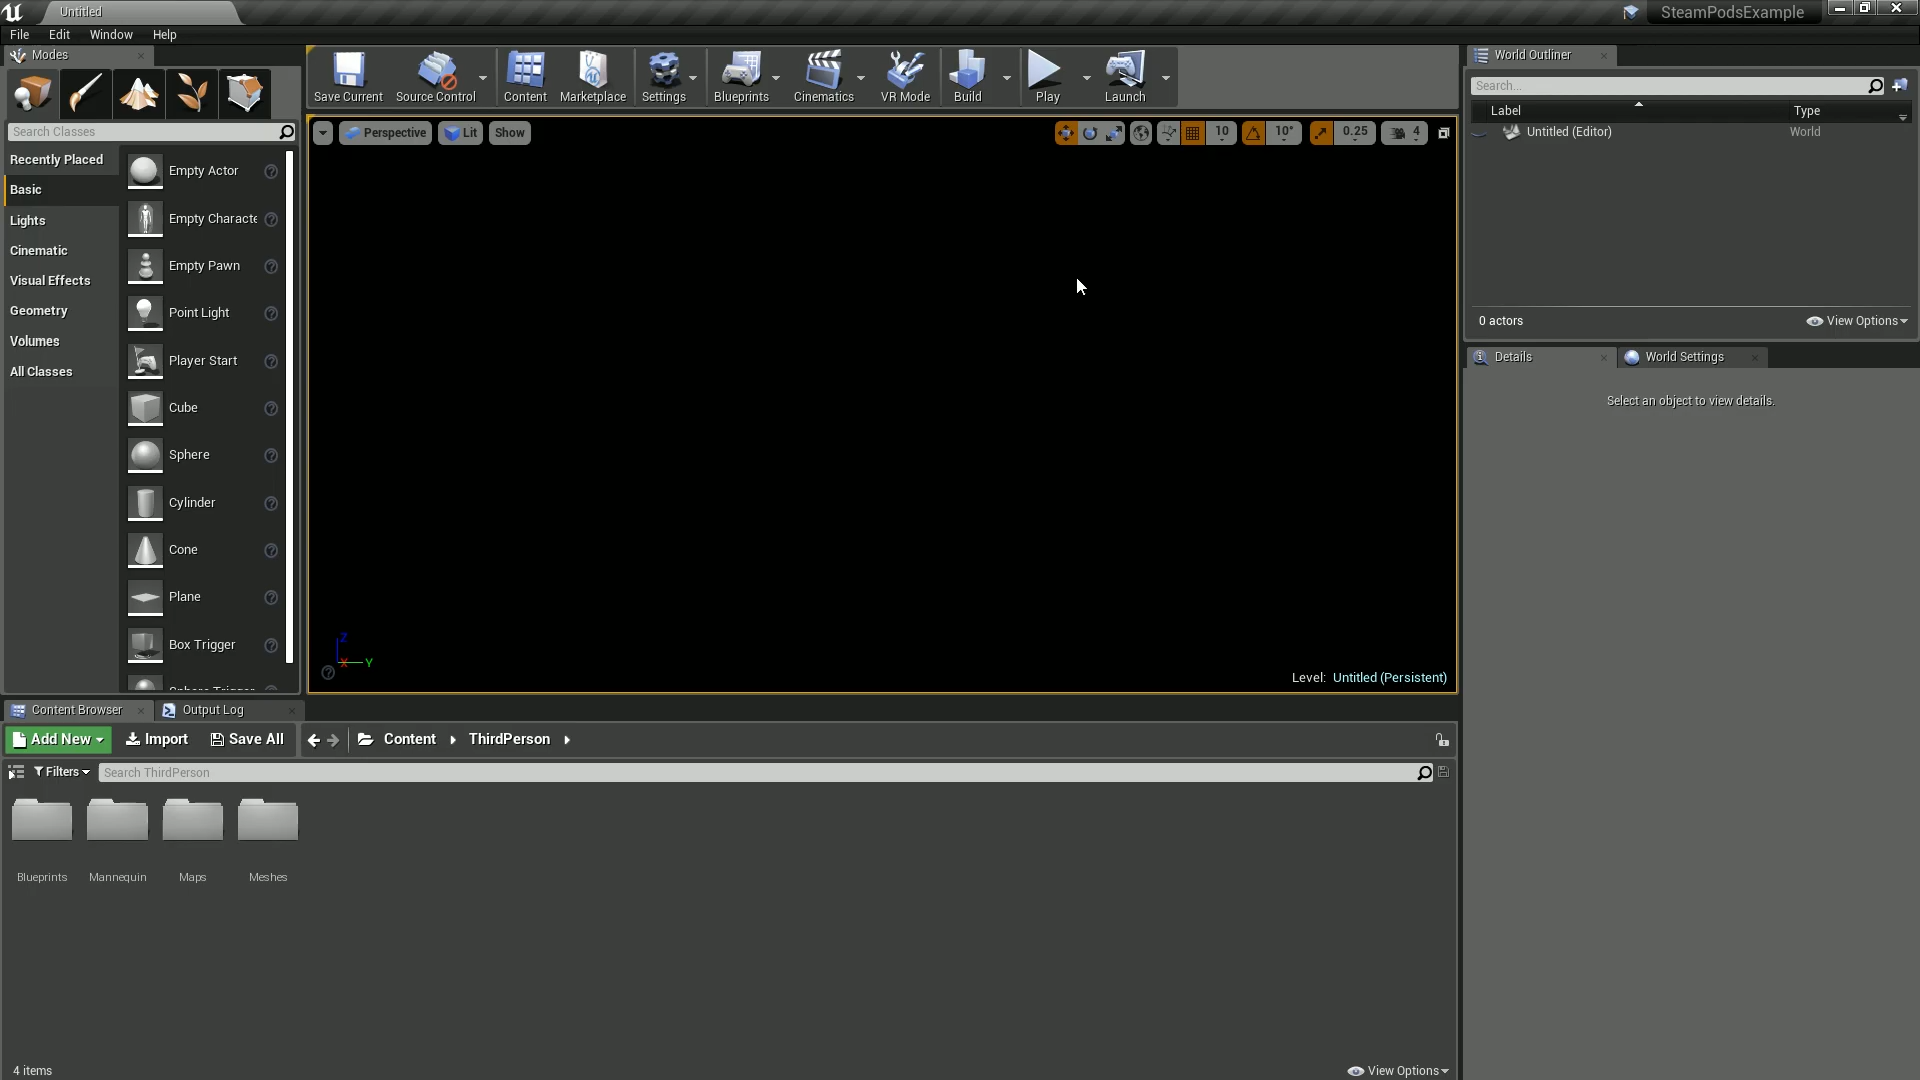 Untitled
SteamPodsExample
File Edit Window Help
Modes
Search Classes
Recently Placed
Basic
Lights
Cinematic
Visual Effects
Geometry
Volumes
All Classes
Empty Actor
Empty Characte
Empty Pawn
Point Light
Player Start
Cube
Sphere
Cylinder
Cone
Plane
Box Trigger
Sphere Trigger
Save Current Source Control Content Marketplace Settings Blueprints Cinematics VR Mode Build Play Launch
Perspective Lit Show
10 10° 0.25 4
Z
X Y
Level: Untitled (Persistent)
World Outliner
Search...
Label Type
Untitled (Editor) World
0 actors View Options
Details World Settings
Select an object to view details.
Content Browser Output Log
Add New Import Save All Content ThirdPerson
Filters Search ThirdPerson
Blueprints Mannequin Maps Meshes
4 items View Options